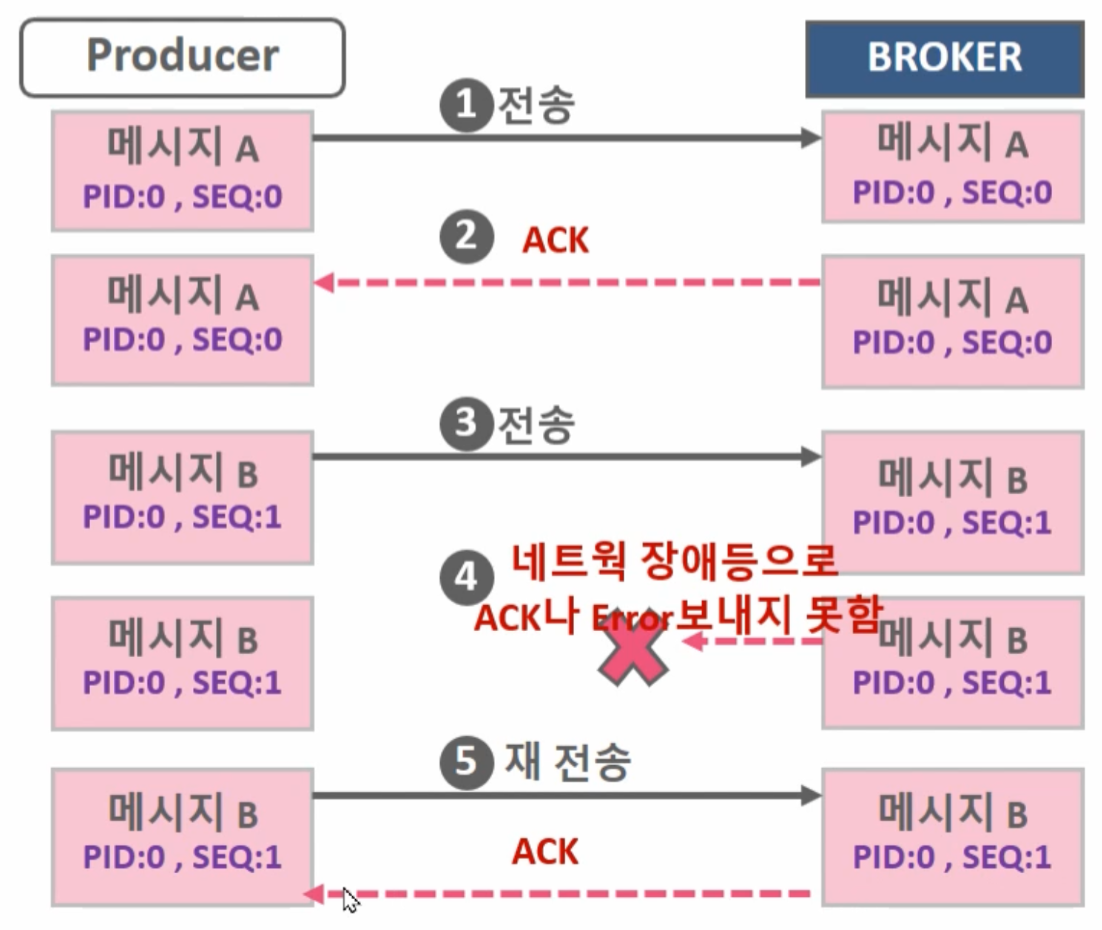 Producer
BROKER
1 전송
메시지 A
PID:0 , SEQ:0
메시지 A
PID:0 , SEQ:0
2 ACK
메시지 A
PID:0 , SEQ:0
메시지 A
PID:0 , SEQ:0
3 전송
메시지 B
PID:0 , SEQ:1
메시지 B
PID:0 , SEQ:1
4 네트웍 장애등으로
ACK나 Error보내지 못함
메시지 B
PID:0 , SEQ:1
메시지 B
PID:0 , SEQ:1
5 재 전송
메시지 B
PID:0 , SEQ:1
메시지 B
PID:0 , SEQ:1
ACK